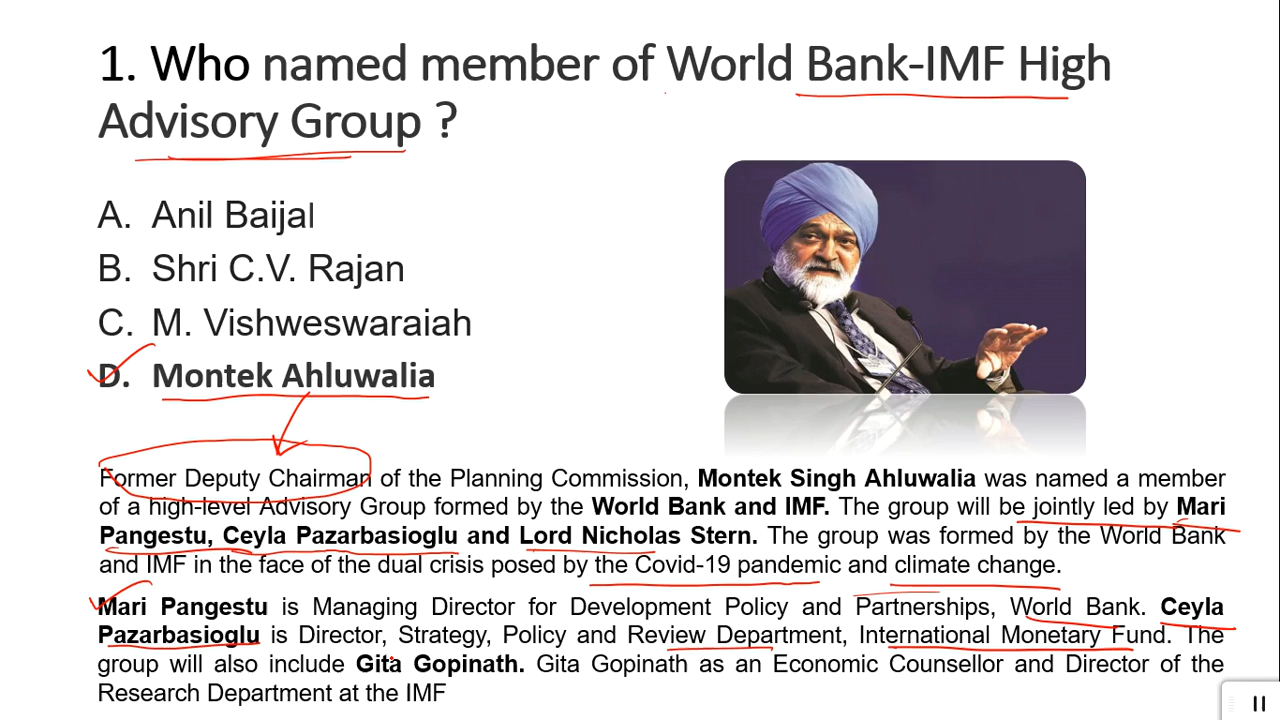 1. Who named member of World Bank-IMF High
Advisory Group ?
A. Anil Baijal
B. Shri C.V. Rajan
C. M. Vishweswaraiah
D. Montek Ahluwalia
Former Deputy Chairman of the Planning Commission, Montek Singh Ahluwalia was named a member
of a high-level Advisory Group formed by the World Bank and IMF. The group will be jointly led by Mari
Pangestu, Ceyla Pazarbasioglu and Lord Nicholas Stern. The group was formed by the World Bank
and IMF in the face of the dual crisis posed by the Covid-19 pandemic and climate change.
Mari Pangestu is Managing Director for Development Policy and Partnerships, World Bank. Ceyla
Pazarbasioglu is Director, Strategy, Policy and Review Department, International Monetary Fund. The
group will also include Gita Gopinath. Gita Gopinath as an Economic Counsellor and Director of the
Research Department at the IMF